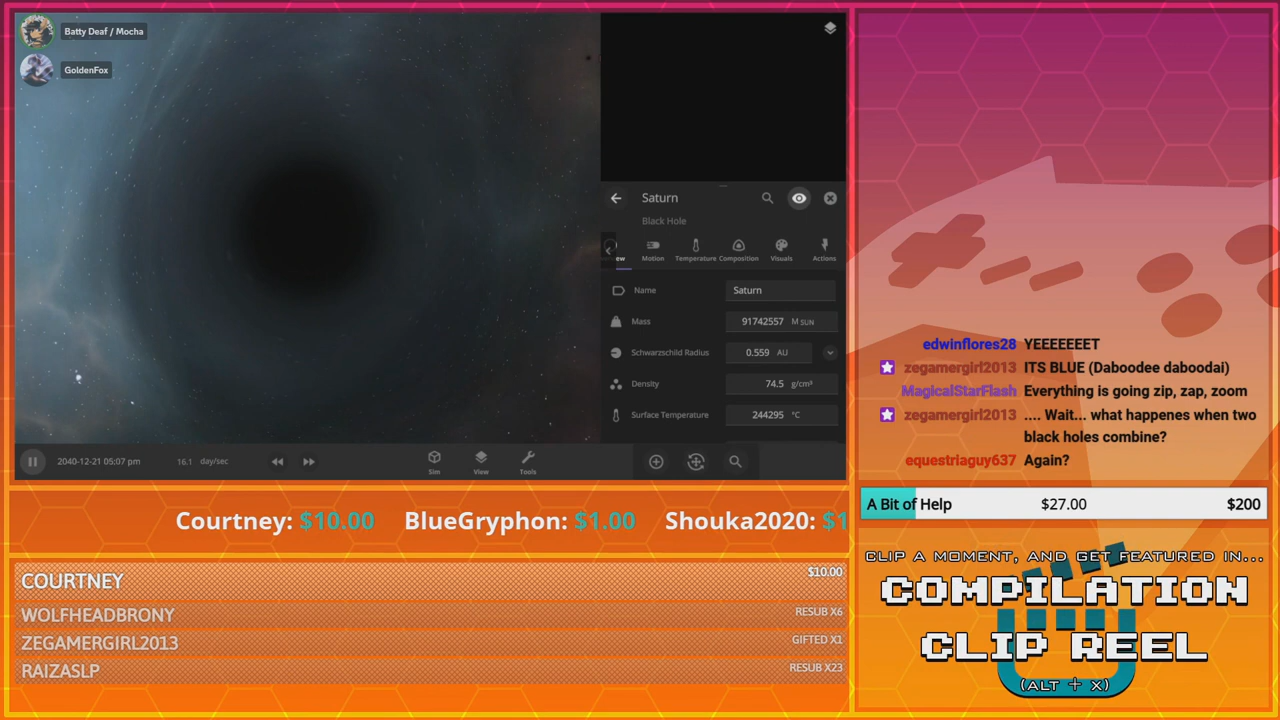 Batty Deaf / Mocha
GoldenFox
Saturn
Black Hole
ew
Motion
Temperature
Composition
Visuals
Actions
Name
Saturn
Mass
91742557 M SUN
Schwarzschild Radius
0.559 AU
Density
74.5 g/cm³
Surface Temperature
244295 °C
2040-12-21 05:07 pm
16.1 day/sec
Sim
View
Tools
edwinflores28 YEEEEEEET
zegamergirl2013 ITS BLUE (Daboodee daboodai)
MagicalStarFlash Everything is going zip, zap, zoom
zegamergirl2013 .... Wait... what happenes when two
black holes combine?
equestriaguy637 Again?
A Bit of Help $27.00 $200
Courtney: $10.00 BlueGryphon: $1.00 Shouka2020: $1
COURTNEY $10.00
WOLFHEADBRONY RESUB X6
ZEGAMERGIRL2013 GIFTED X1
RAIZASLP RESUB X23
CLIP A MOMENT, AND GET FEATURED IN...
COMPILATION
CLIP REEL
(ALT + X)